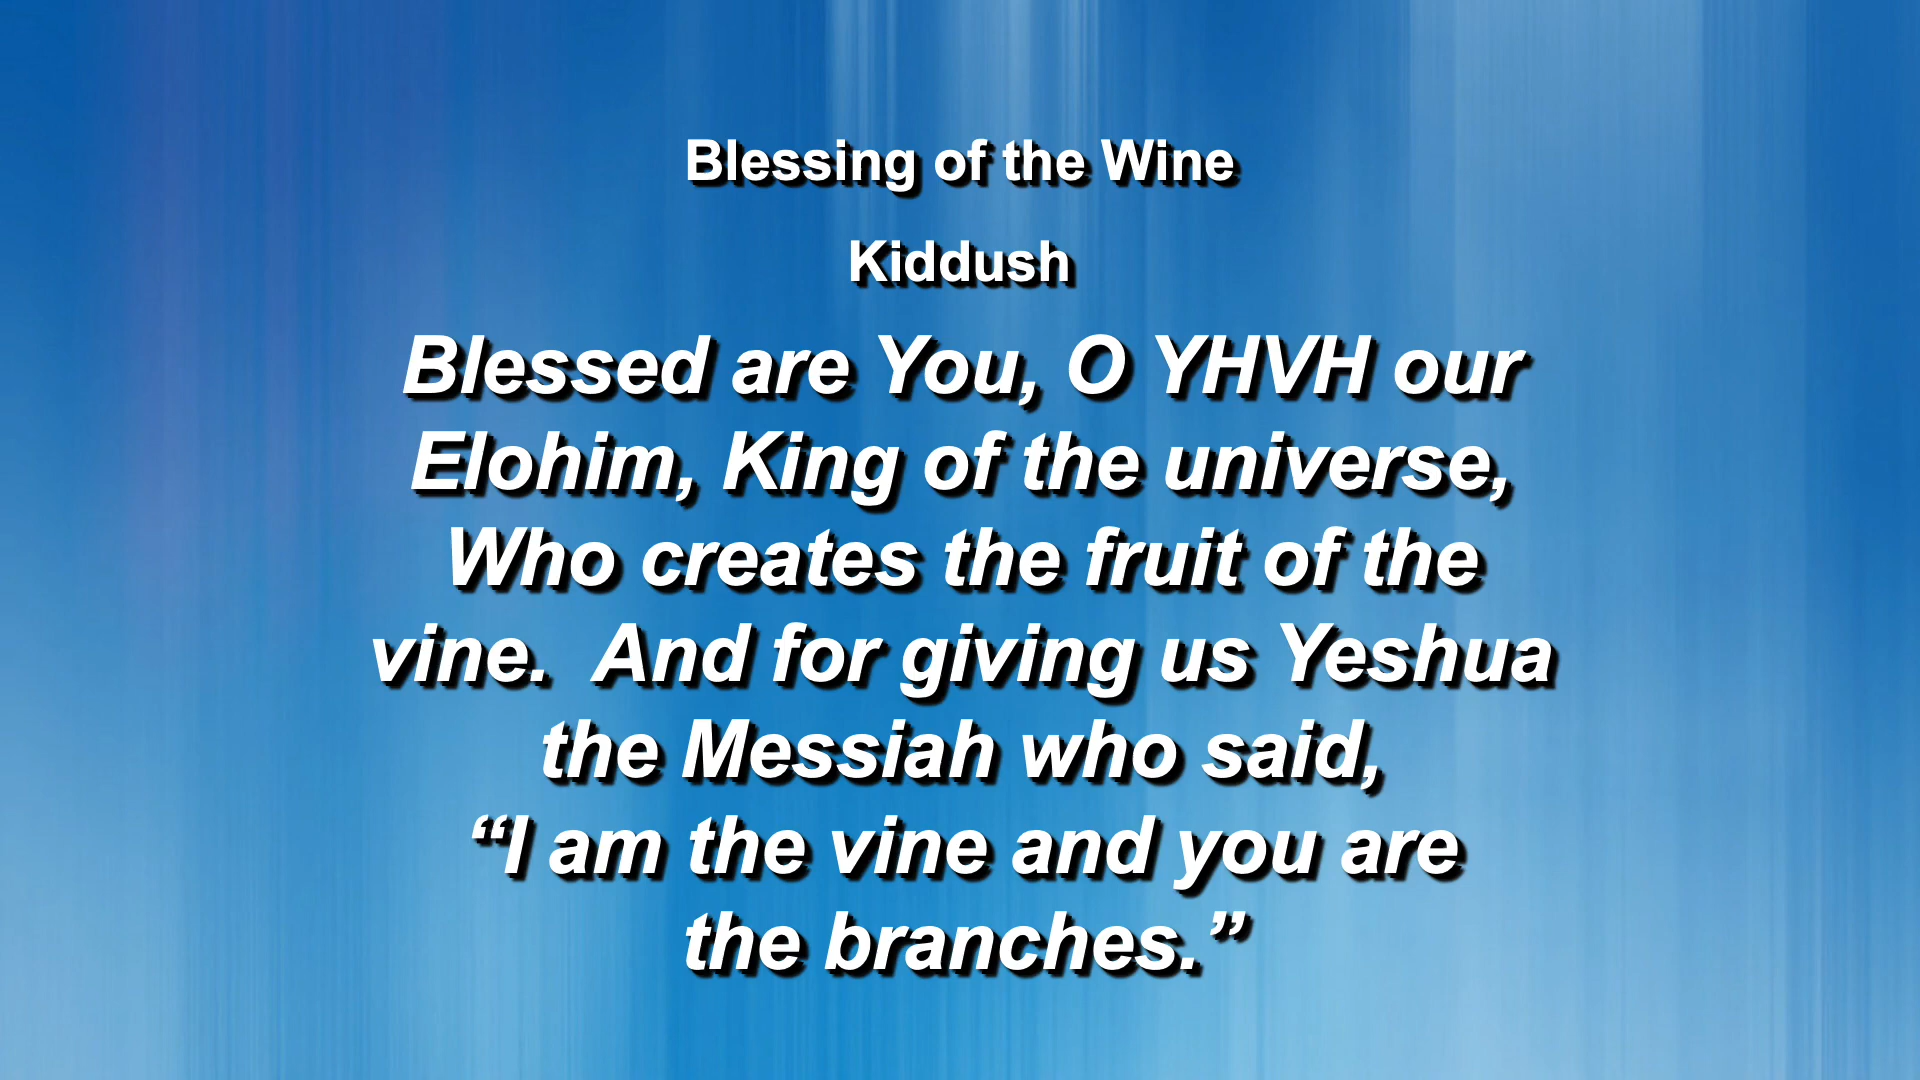 Blessing of the Wine
Kiddush
Blessed are You, O YHVH our
Elohim, King of the universe,
Who creates the fruit of the
vine.  And for giving us Yeshua
the Messiah who said,
“I am the vine and you are
the branches.”